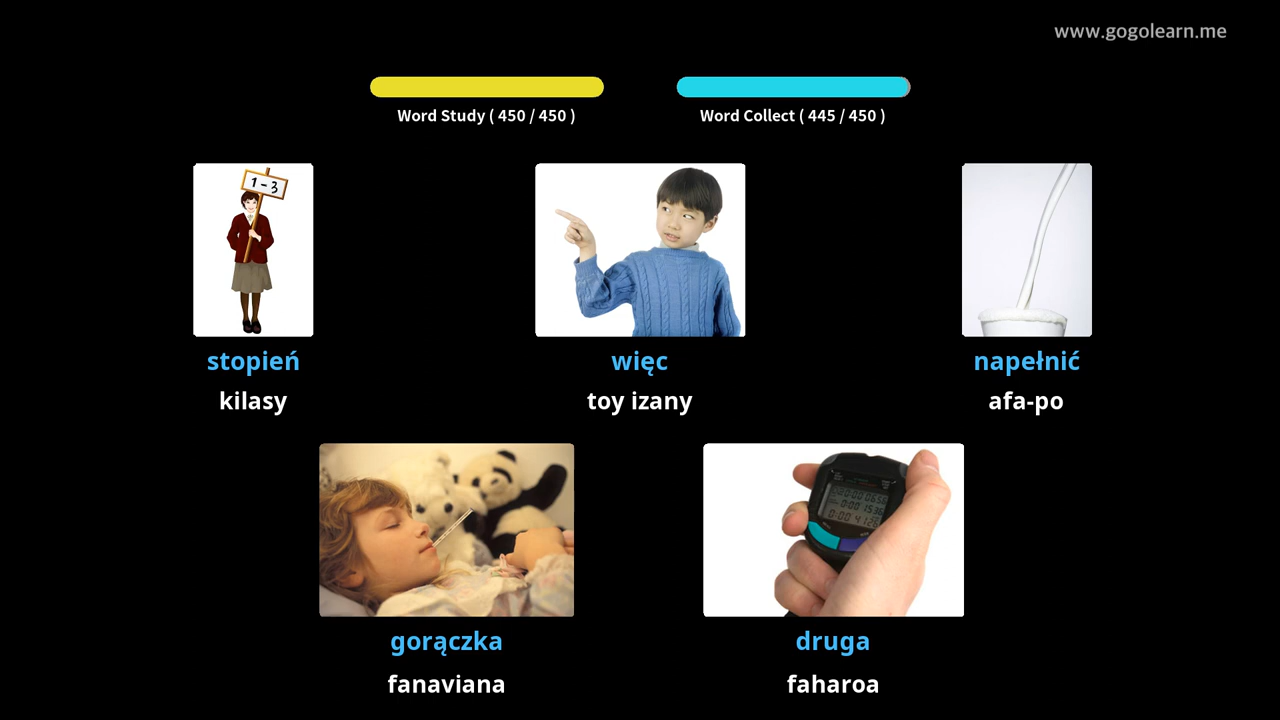 www.gogolearn.me
Word Study ( 450 / 450 )
Word Collect ( 445 / 450 )
1 - 3
stopień
więc
napełnić
kilasy
toy izany
afa-po
gorączka
druga
fanaviana
faharoa